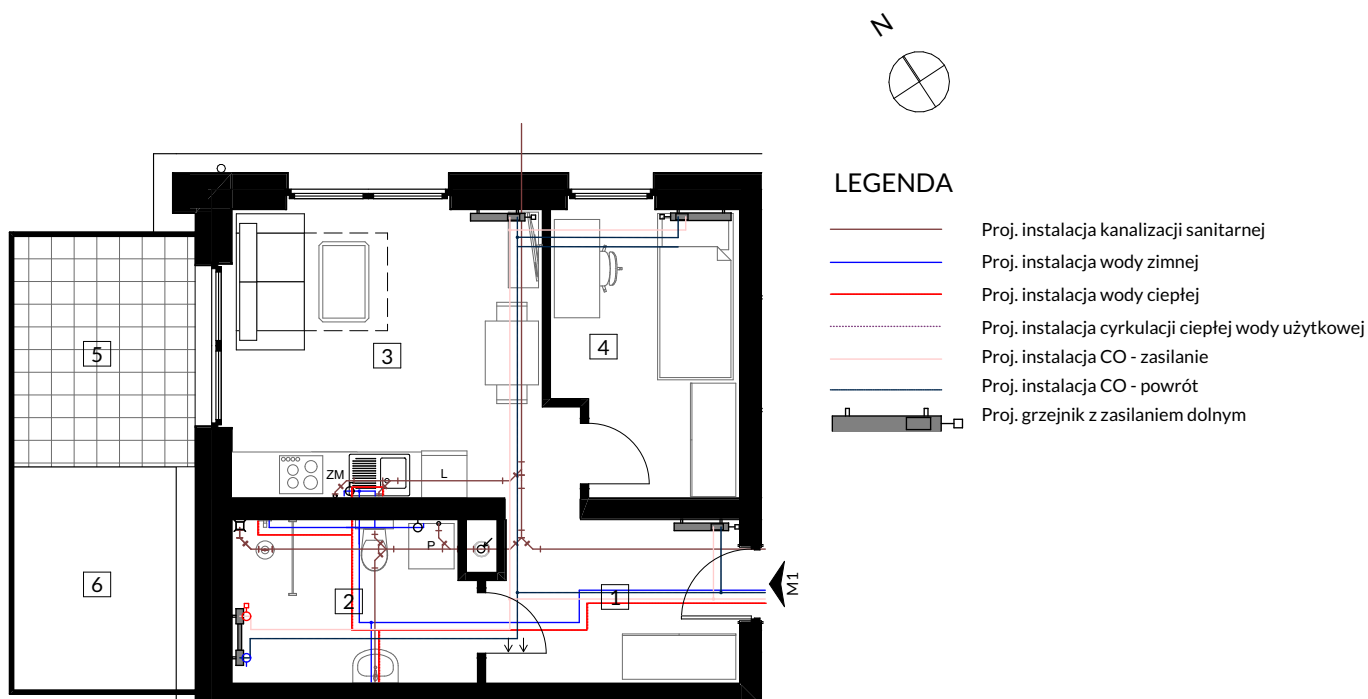 N
LEGENDA
Proj. instalacja kanalizacji sanitarnej
Proj. instalacja wody zimnej
Proj. instalacja wody ciepłej
Proj. instalacja cyrkulacji ciepłej wody użytkowej
Proj. instalacja CO - zasilanie
Proj. instalacja CO - powrót
Proj. grzejnik z zasilaniem dolnym
5
3
4
ZM
L
P
6
2
1
M1